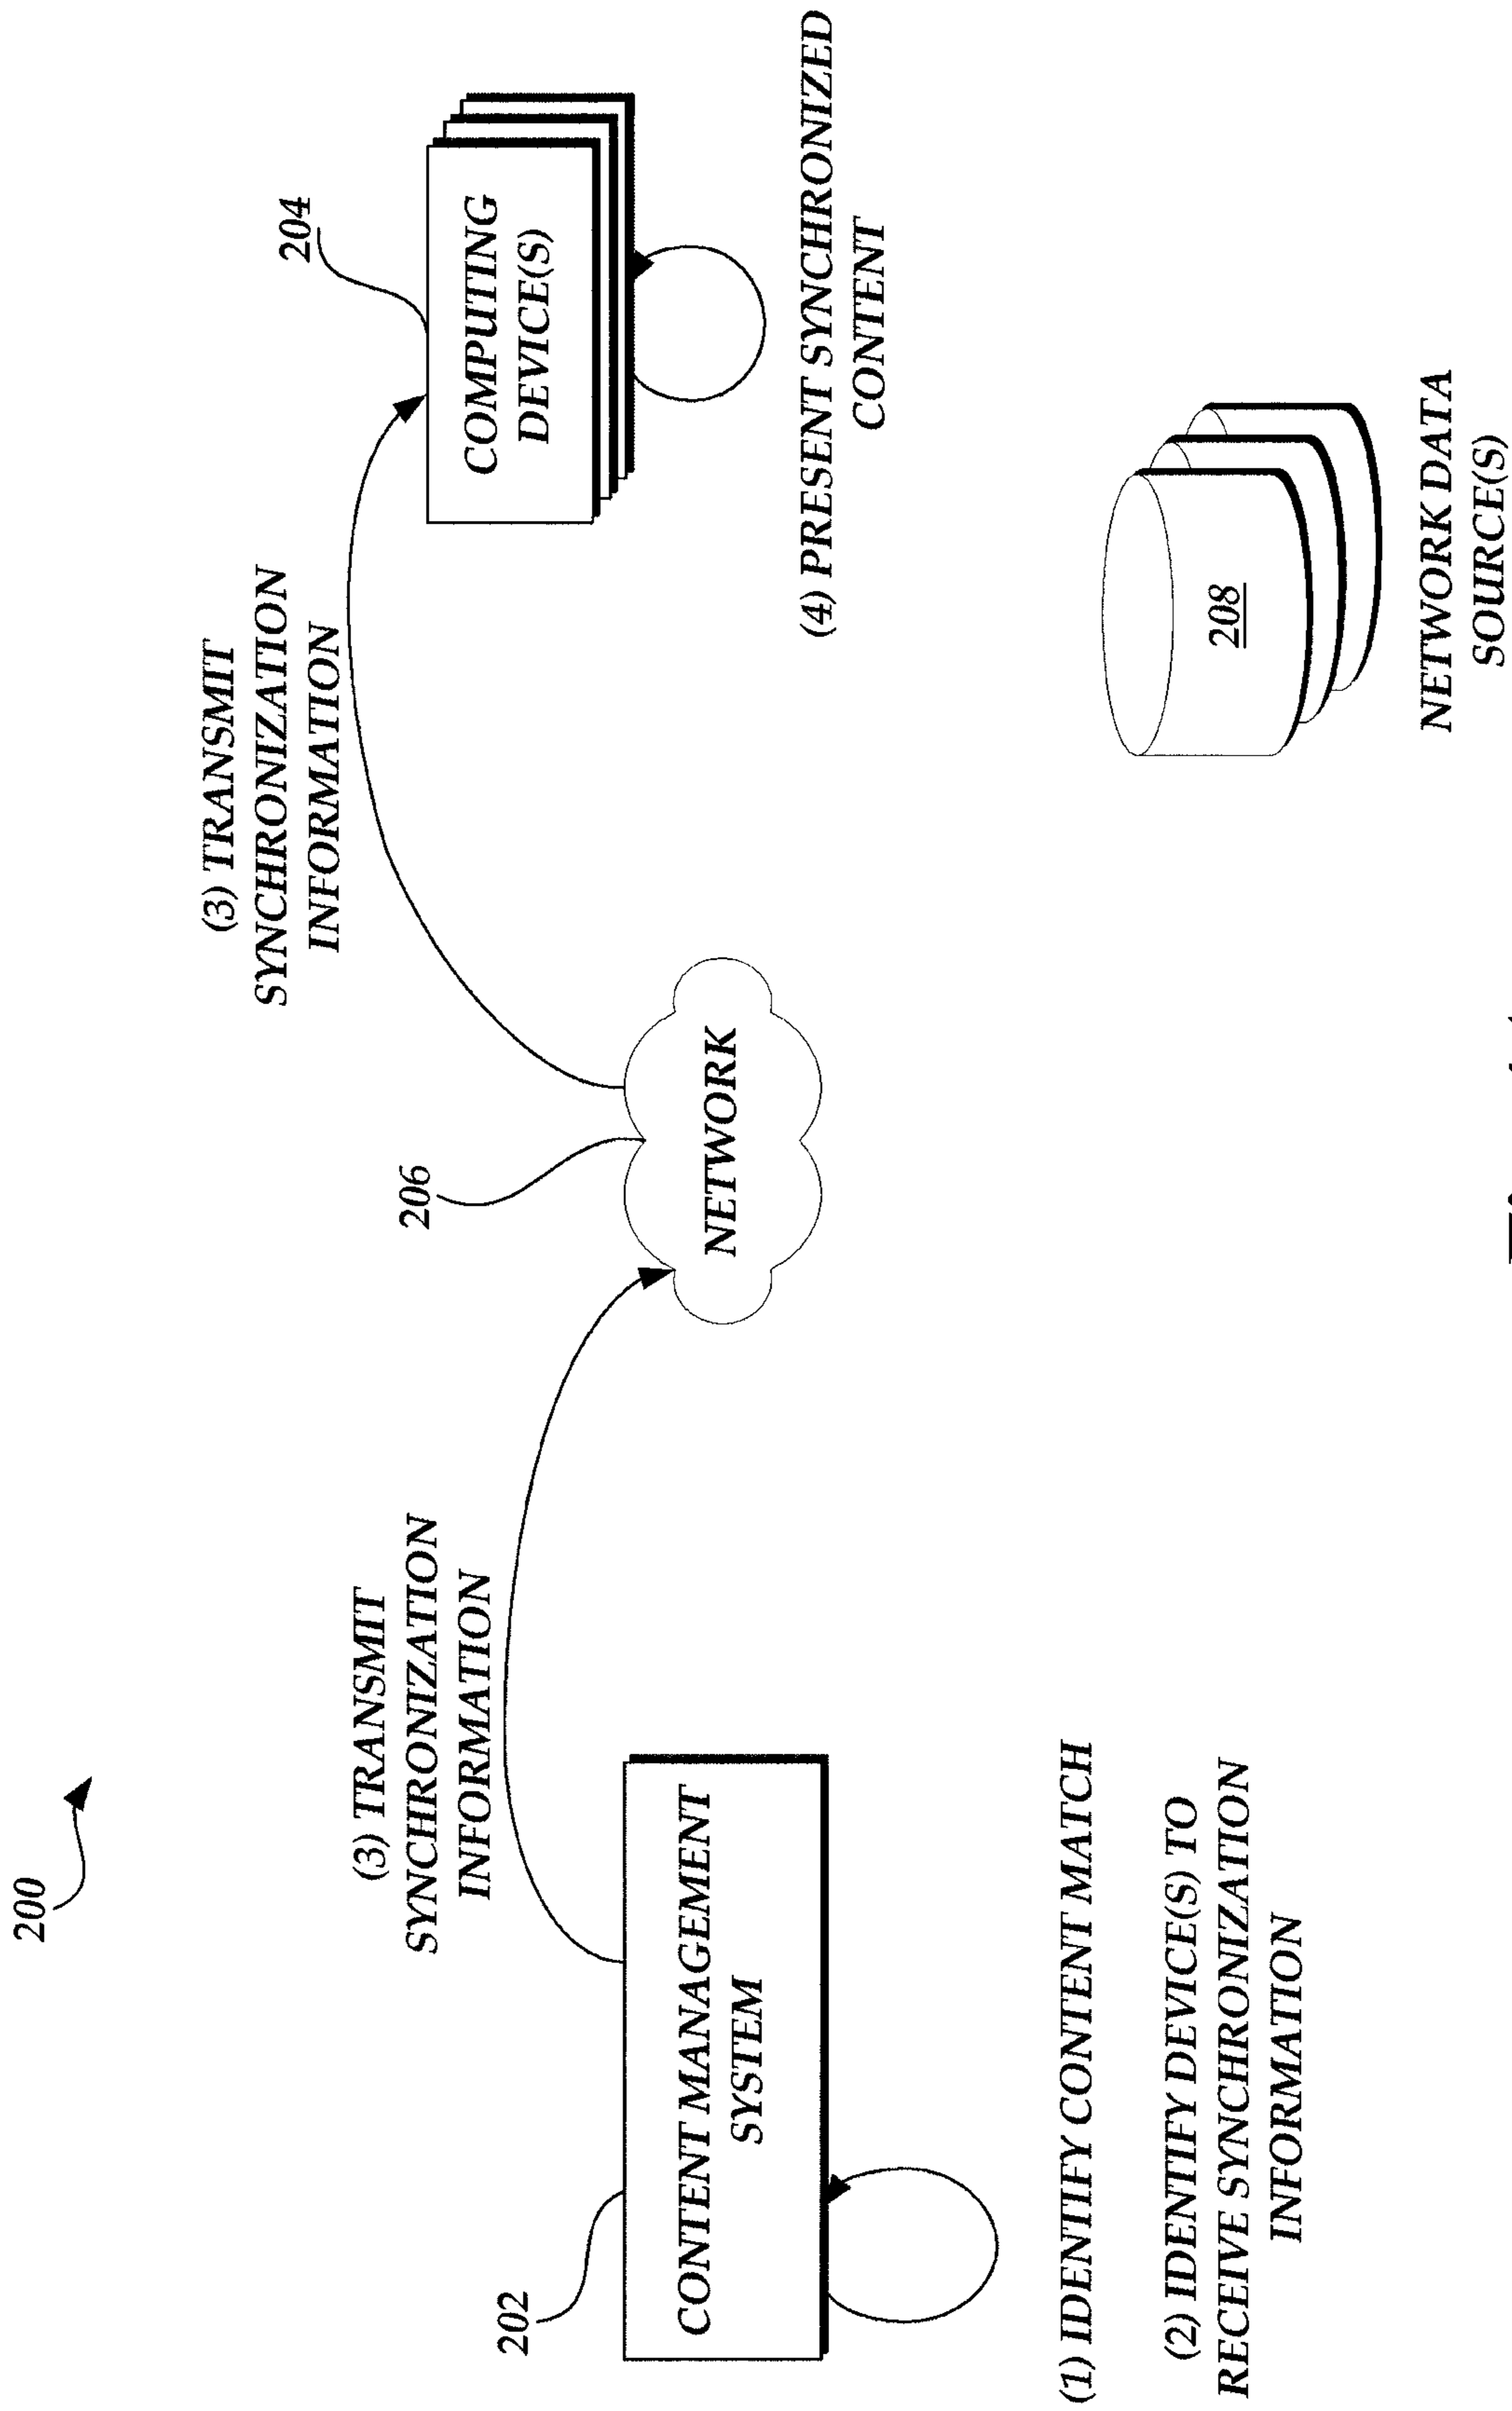 200
(3) TRANSMIT
SYNCHRONIZATION
INFORMATION
204
COMPUTING
DEVICE(S)
(4) PRESENT SYNCHRONIZED
CONTENT
(3) TRANSMIT
SYNCHRONIZATION
INFORMATION
206
NETWORK
202
CONTENT MANAGEMENT
SYSTEM
(1) IDENTIFY CONTENT MATCH
(2) IDENTIFY DEVICE(S) TO
RECEIVE SYNCHRONIZATION
INFORMATION
208
NETWORK DATA
SOURCE(S)